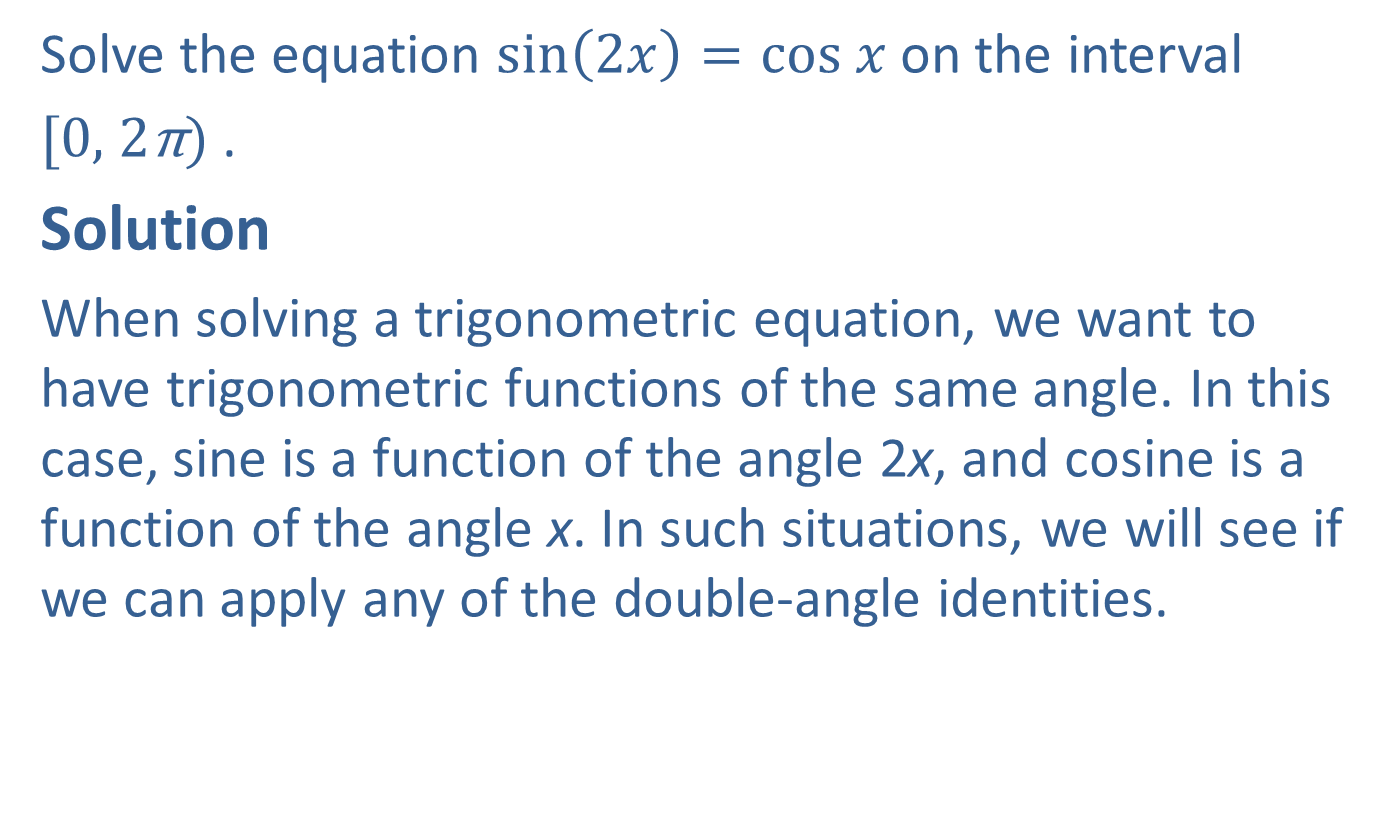 Solve the equation sin(2x) = cos x on the interval
[0, 2π) .
Solution
When solving a trigonometric equation, we want to
have trigonometric functions of the same angle. In this
case, sine is a function of the angle 2x, and cosine is a
function of the angle x. In such situations, we will see if
we can apply any of the double-angle identities.